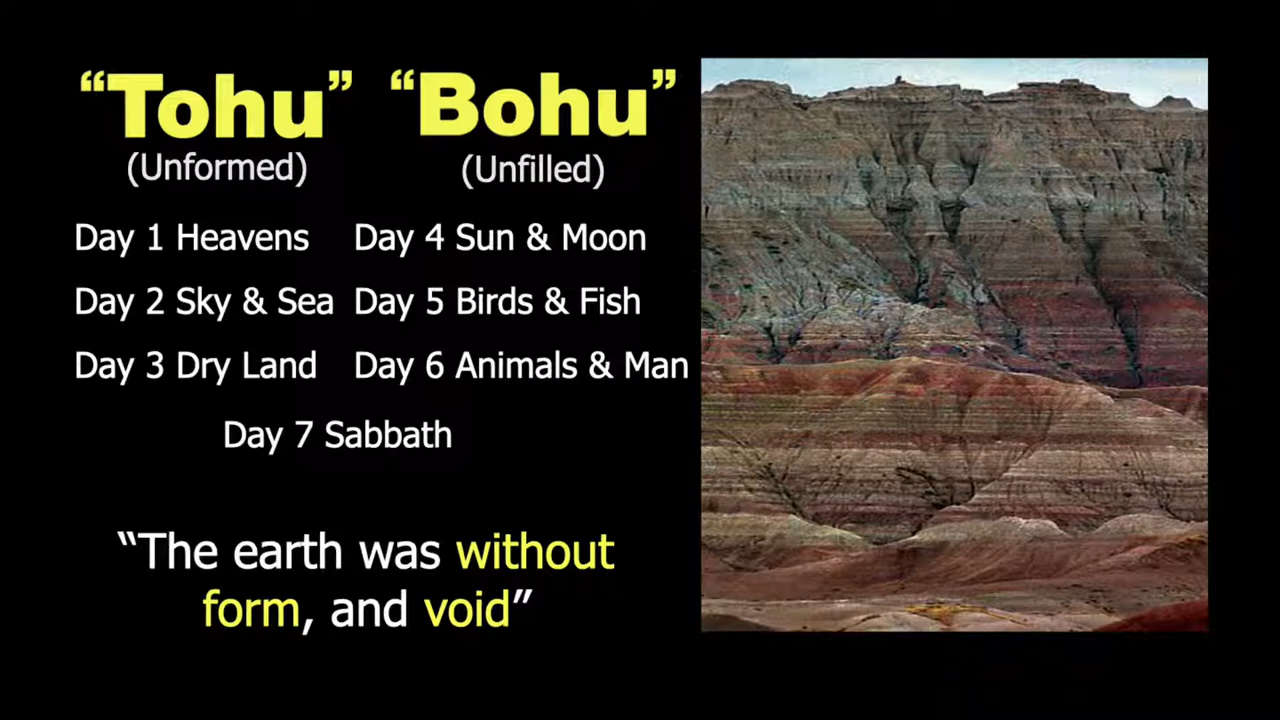 “Tohu” “Bohu”
(Unformed) (Unfilled)
Day 1 Heavens Day 4 Sun & Moon
Day 2 Sky & Sea Day 5 Birds & Fish
Day 3 Dry Land Day 6 Animals & Man
Day 7 Sabbath
“The earth was without
form, and void”